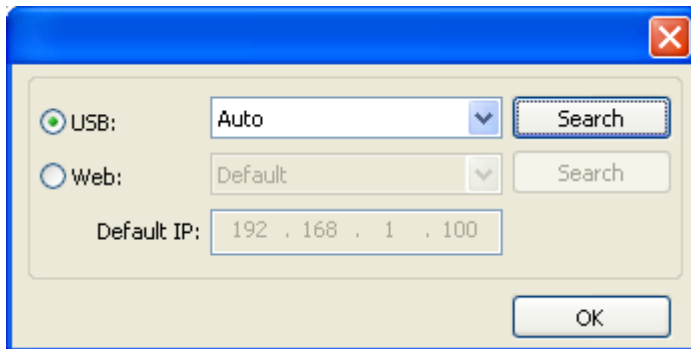 USB: Auto Search
Web: Default Search
Default IP: 192 . 168 . 1 . 100
OK